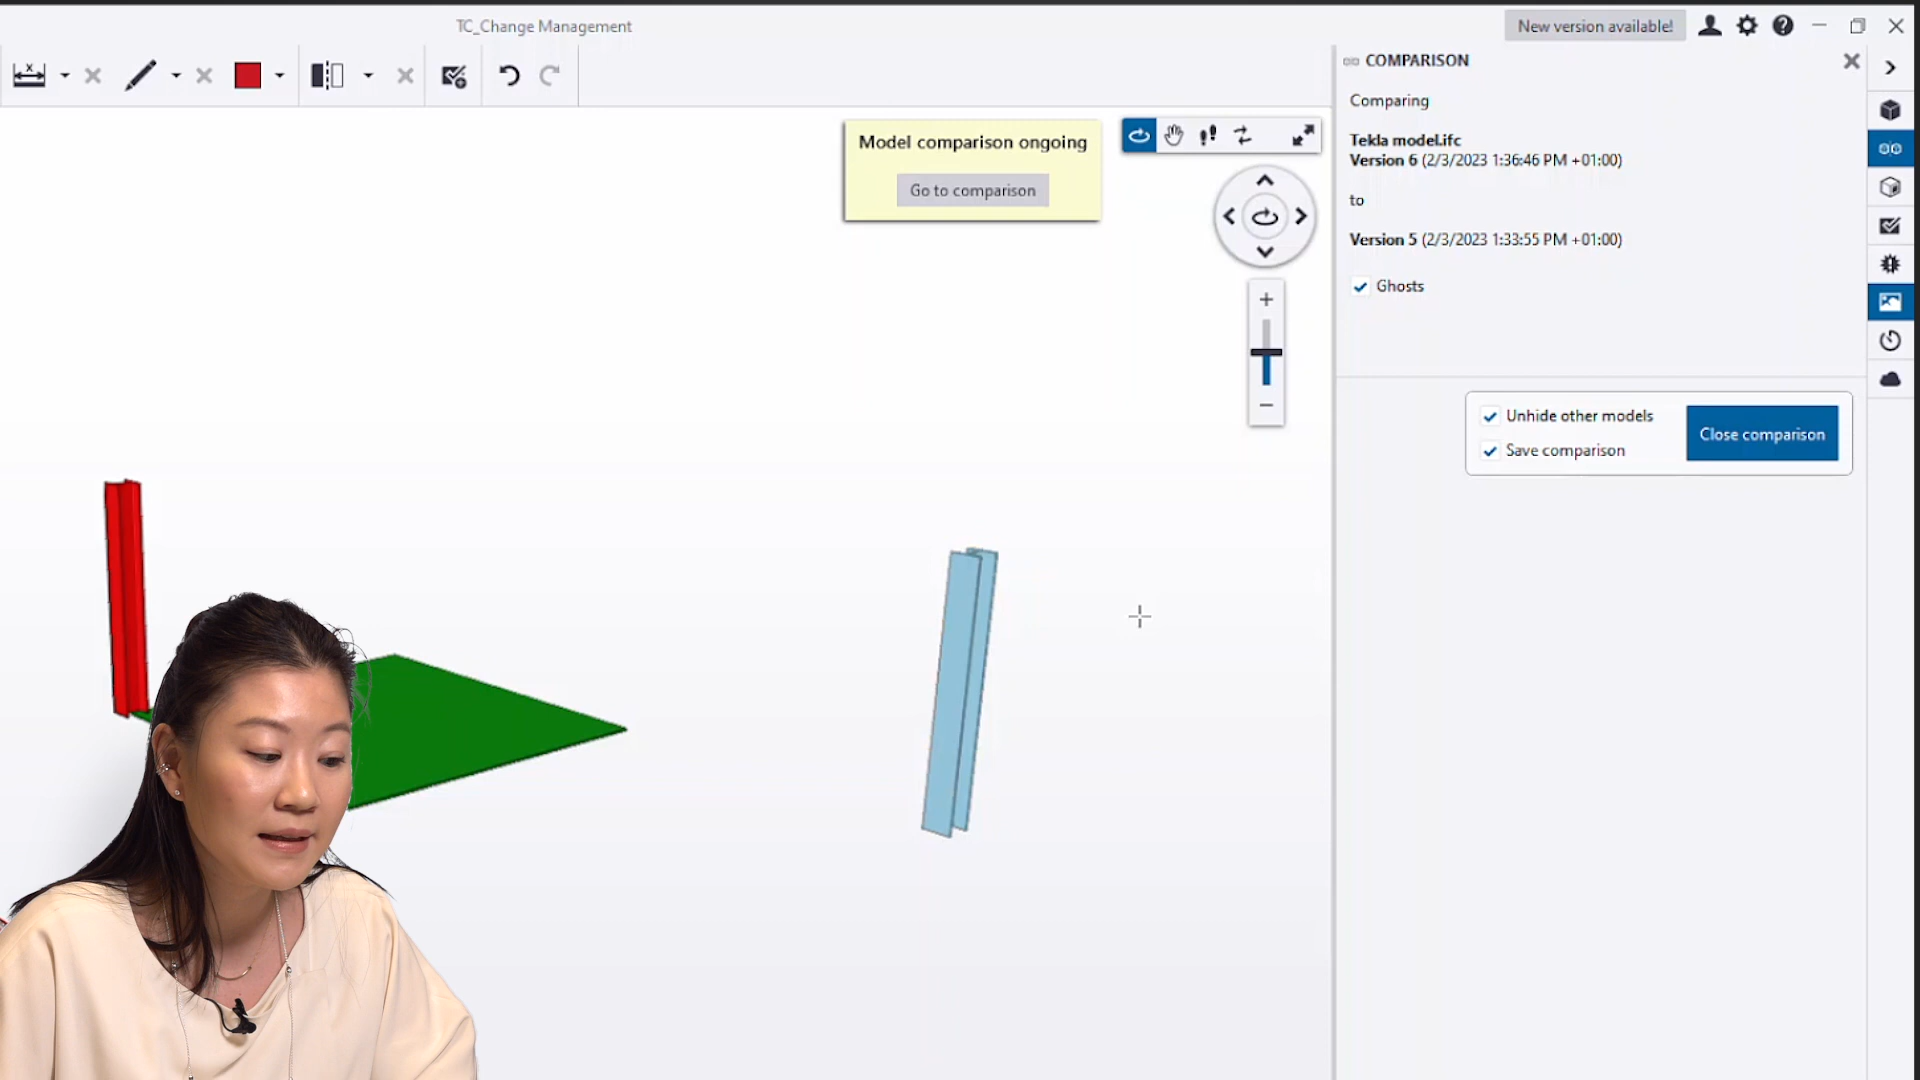 TC_Change Management
New version available!
COMPARISON
Comparing
Tekla model.ifc
Version 6 (2/3/2023 1:36:46 PM +01:00)
to
Version 5 (2/3/2023 1:33:55 PM +01:00)
Ghosts
Unhide other models
Save comparison
Close comparison
Model comparison ongoing
Go to comparison